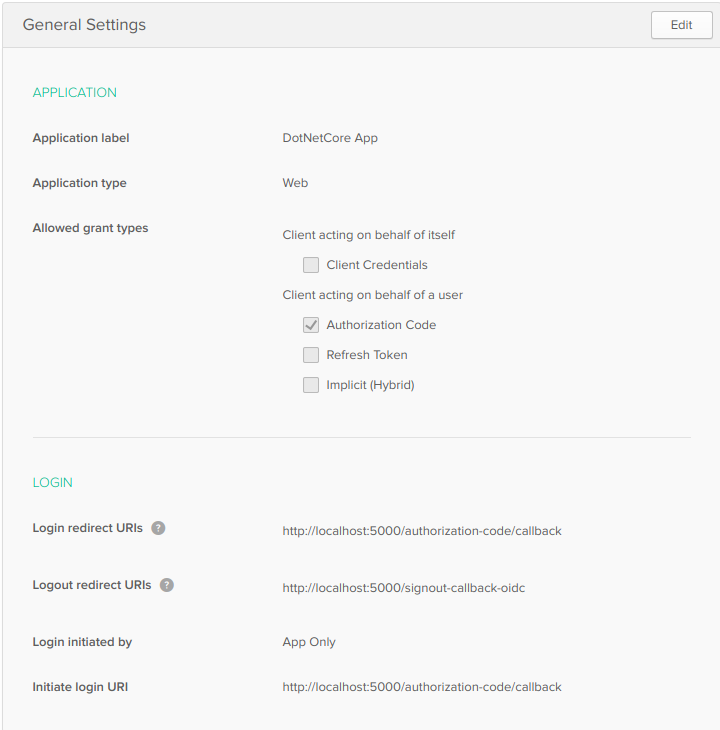 General Settings
Edit
APPLICATION
Application label
DotNetCore App
Application type
Web
Allowed grant types
Client acting on behalf of itself
Client Credentials
Client acting on behalf of a user
Authorization Code
Refresh Token
Implicit (Hybrid)
LOGIN
Login redirect URIs ?
http://localhost:5000/authorization-code/callback
Logout redirect URIs ?
http://localhost:5000/signout-callback-oidc
Login initiated by
App Only
Initiate login URI
http://localhost:5000/authorization-code/callback